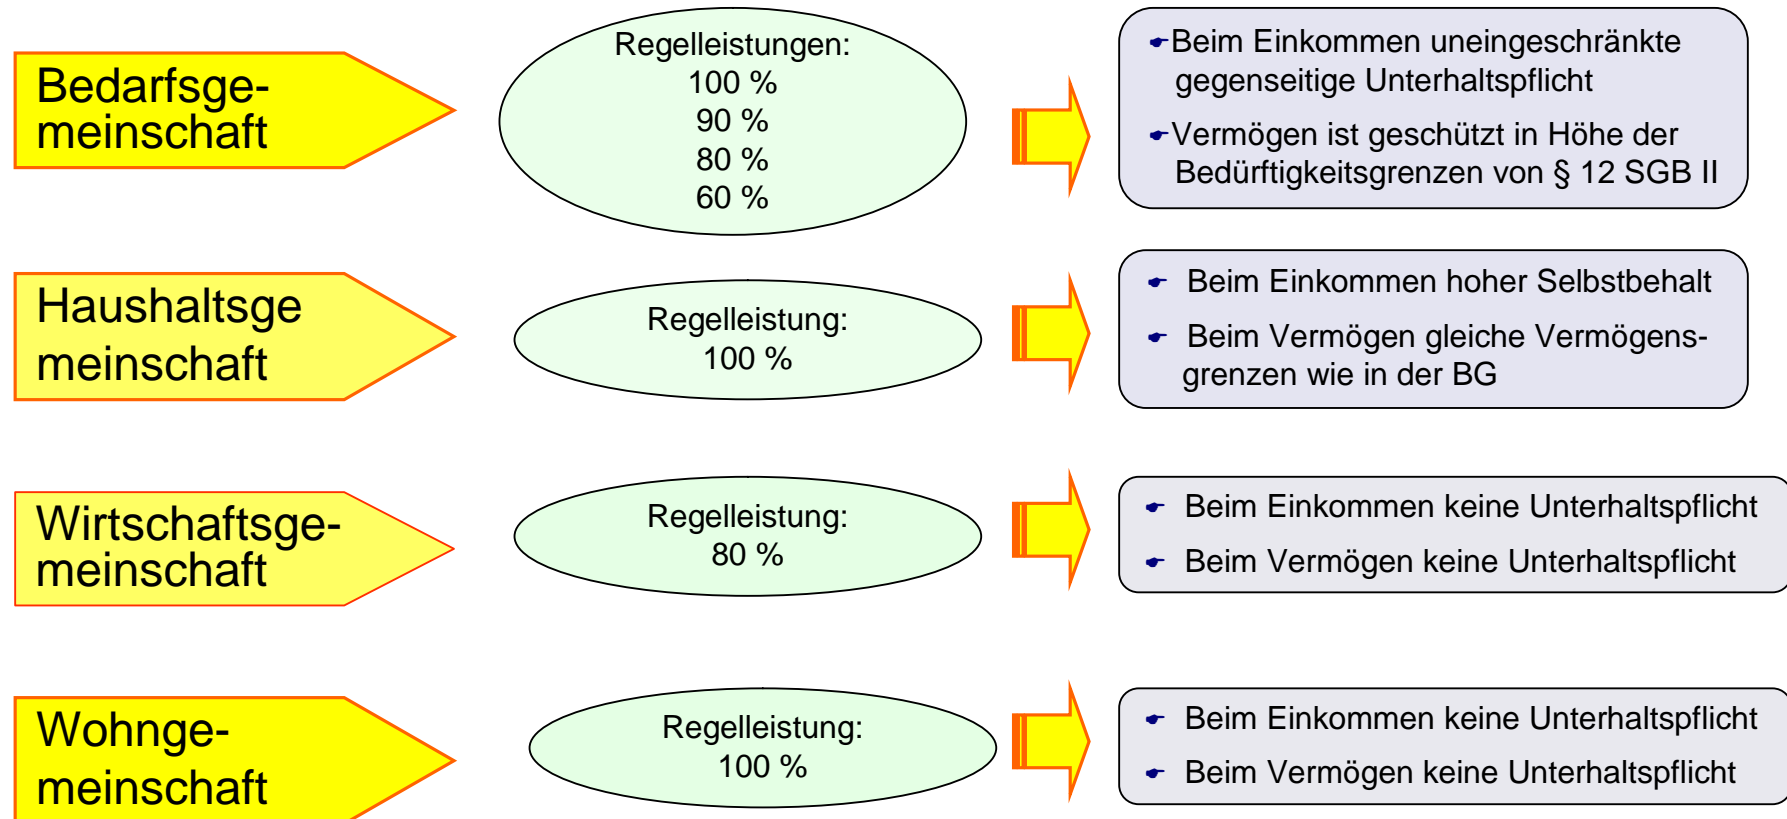 Bedarfsge-
meinschaft
Regelleistungen:
100 %
90 %
80 %
60 %
Beim Einkommen uneingeschränkte
gegenseitige Unterhaltspflicht
Vermögen ist geschützt in Höhe der
Bedürftigkeitsgrenzen von § 12 SGB II
Haushaltsge
meinschaft
Regelleistung:
100 %
Beim Einkommen hoher Selbstbehalt
Beim Vermögen gleiche Vermögens-
grenzen wie in der BG
Wirtschaftsge-
meinschaft
Regelleistung:
80 %
Beim Einkommen keine Unterhaltspflicht
Beim Vermögen keine Unterhaltspflicht
Wohnge-
meinschaft
Regelleistung:
100 %
Beim Einkommen keine Unterhaltspflicht
Beim Vermögen keine Unterhaltspflicht